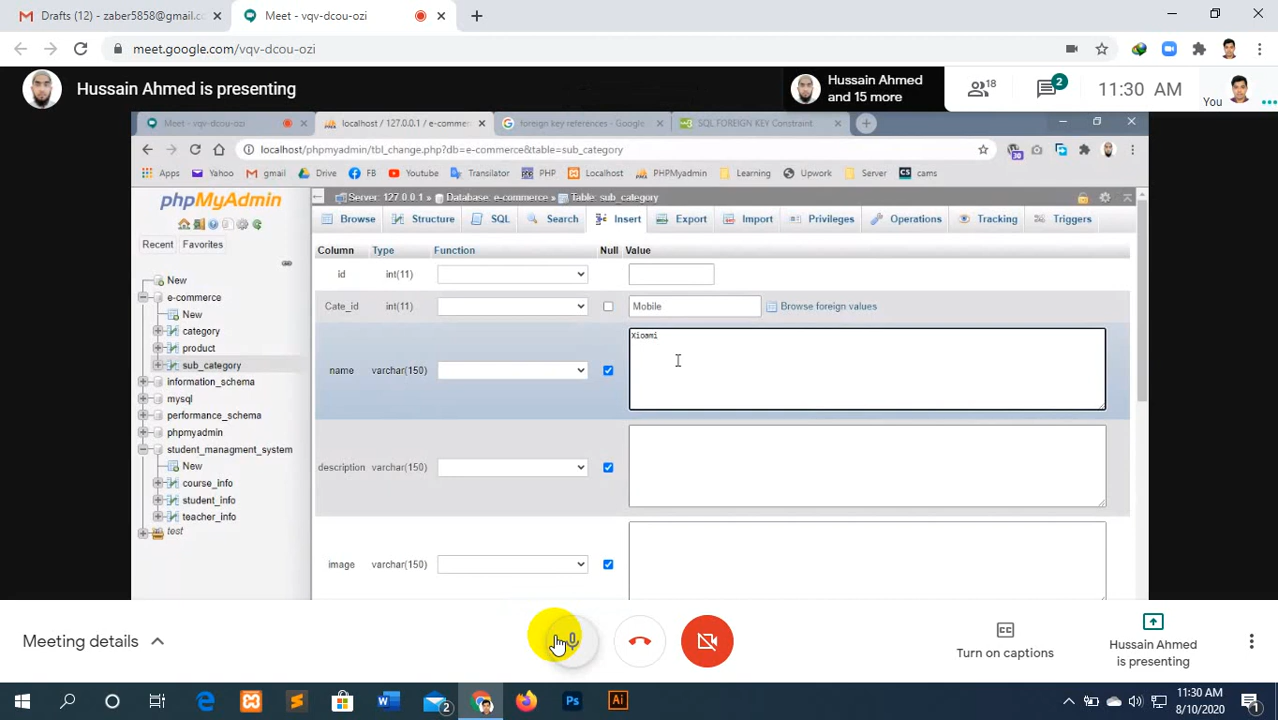 Drafts (12) - zaber5858@gmail.co
Meet - vqv-dcou-ozi
meet.google.com/vqv-dcou-ozi
Hussain Ahmed is presenting
Hussain Ahmed
and 15 more
18
2
11:30 AM
You
Meet - vqv-dcou-ozi
localhost / 127.0.0.1 / e-commer
foreign key references - Google
SQL FOREIGN KEY Constraint
localhost/phpmyadmin/tbl_change.php?db=e-commerce&table=sub_category
Apps Yahoo gmail Drive FB Youtube Translator PHP Localhost PHPMyadmin Learning Upwork Server cams
phpMyAdmin
Server: 127.0.0.1 » Database: e-commerce » Table: sub_category
Browse Structure SQL Search Insert Export Import Privileges Operations Tracking Triggers
Recent Favorites
New
e-commerce
New
category
product
sub_category
information_schema
mysql
performance_schema
phpmyadmin
student_managment_system
New
course_info
student_info
teacher_info
test
Column Type Function Null Value
id int(11)
Cate_id int(11) Mobile Browse foreign values
name varchar(150) Xioami
description varchar(150)
image varchar(150)
Meeting details
Turn on captions
Hussain Ahmed
is presenting
2
Ps
Ai
11:30 AM
8/10/2020
1